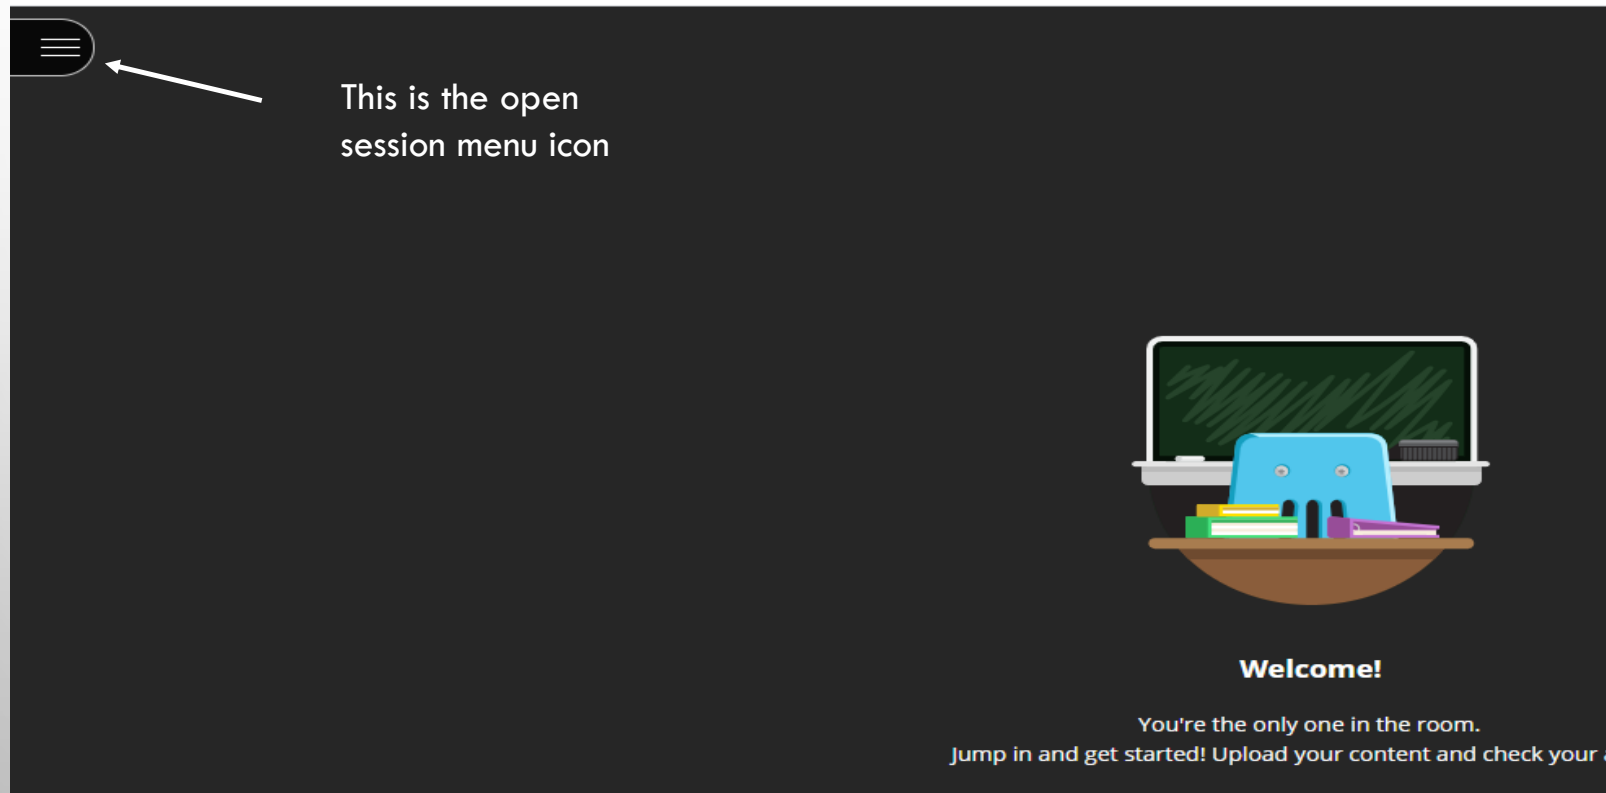 This is the open
session menu icon
Welcome!
You're the only one in the room.
Jump in and get started! Upload your content and check your